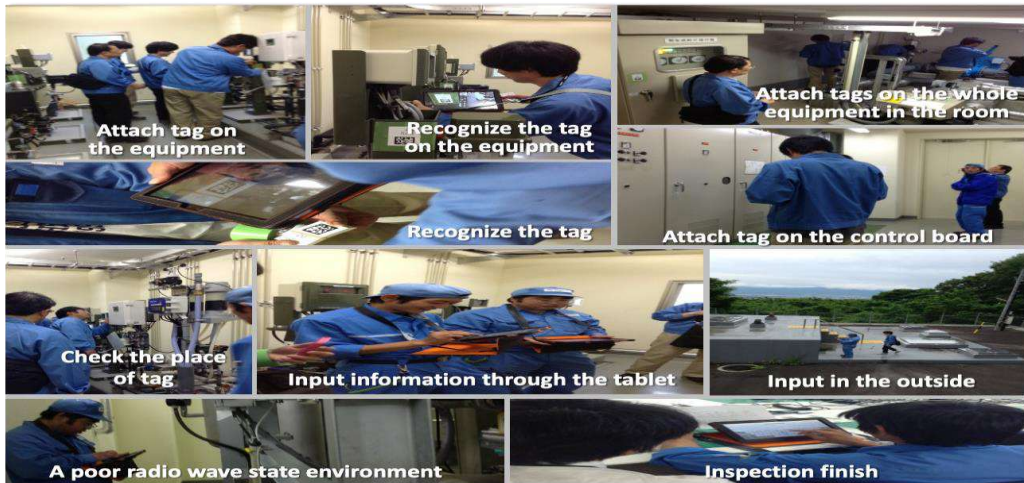 Attach tag on
the equipment
Recognize the tag
on the equipment
Attach tags on the whole
equipment in the room
Recognize the tag
Attach tag on the control board
Check the place
of tag
Input information through the tablet
Input in the outside
A poor radio wave state environment
Inspection finish